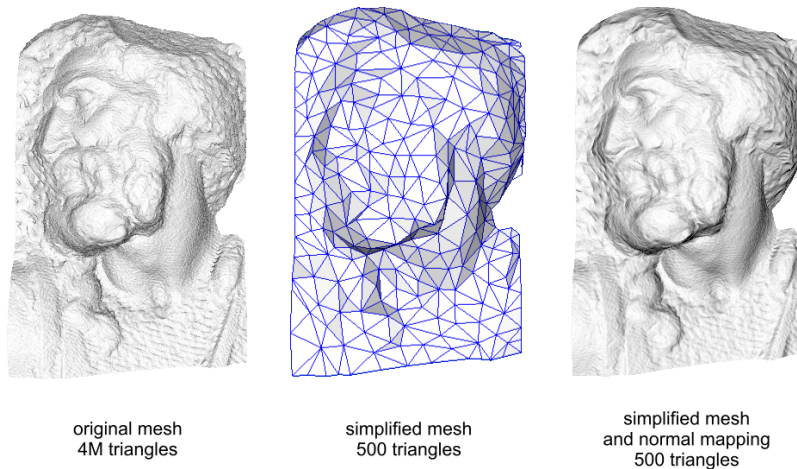 original mesh
4M triangles
simplified mesh
500 triangles
simplified mesh
and normal mapping
500 triangles